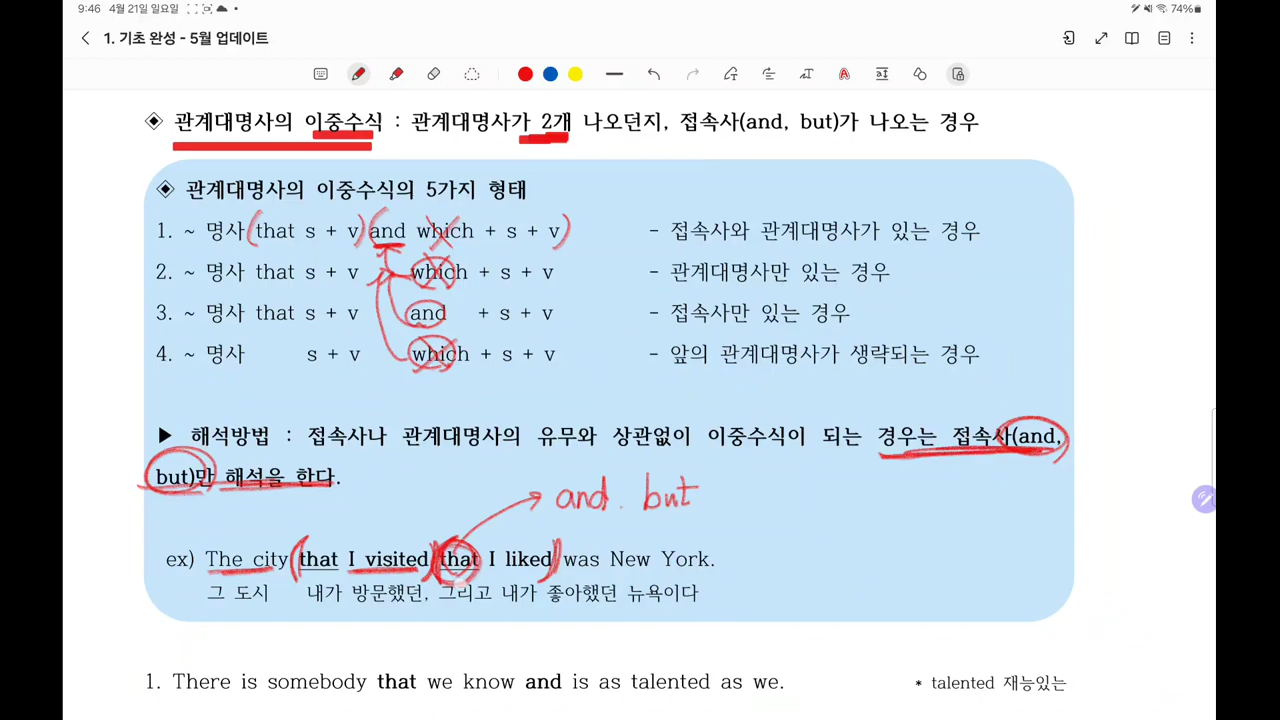 9:46 4월 21일 일요일 74%
1. 기초 완성 - 5월 업데이트
◈ 관계대명사의 이중수식 : 관계대명사가 2개 나오던지, 접속사(and, but)가 나오는 경우
◈ 관계대명사의 이중수식의 5가지 형태
1. ~ 명사 that s + v and which + s + v - 접속사와 관계대명사가 있는 경우
2. ~ 명사 that s + v which + s + v - 관계대명사만 있는 경우
3. ~ 명사 that s + v and + s + v - 접속사만 있는 경우
4. ~ 명사 s + v which + s + v - 앞의 관계대명사가 생략되는 경우
▶ 해석방법 : 접속사나 관계대명사의 유무와 상관없이 이중수식이 되는 경우는 접속사(and,
but)만 해석을 한다.
and. but
ex) The city that I visited that I liked was New York.
그 도시 내가 방문했던, 그리고 내가 좋아했던 뉴욕이다
1. There is somebody that we know and is as talented as we. * talented 재능있는